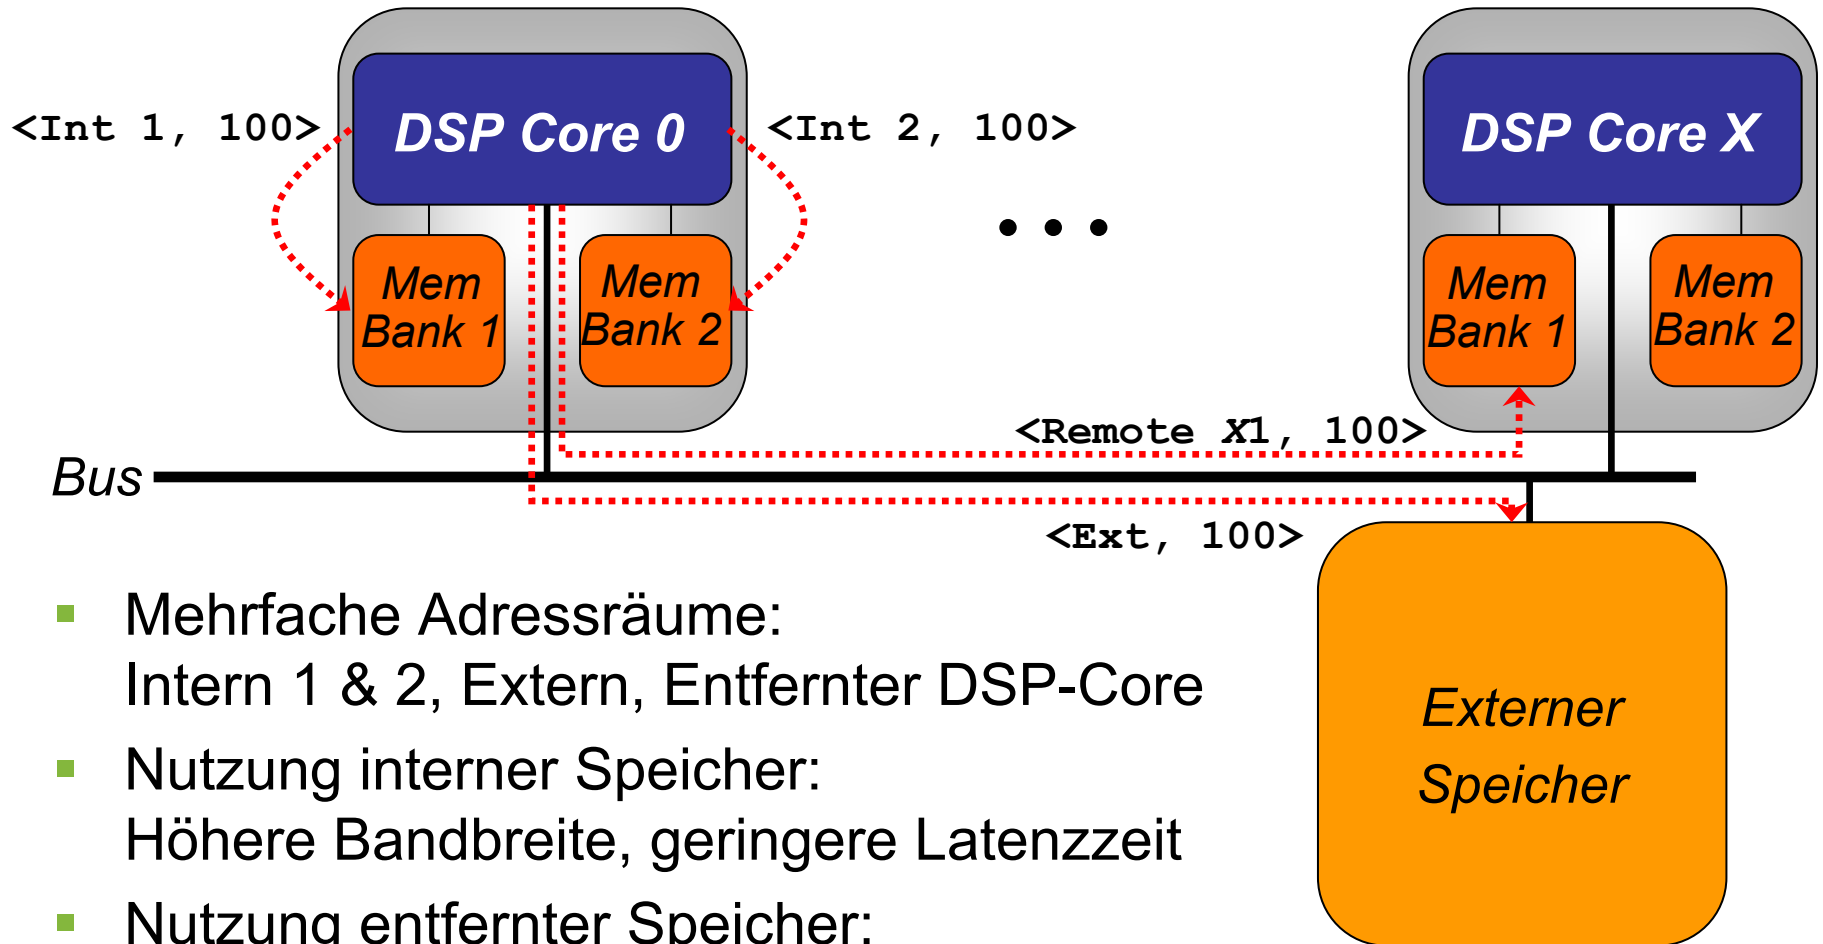 <Int 1, 100>
DSP Core 0
<Int 2, 100>
DSP Core X
Mem
Bank 1
Mem
Bank 2
• • •
Mem
Bank 1
Mem
Bank 2
<Remote X1, 100>
Bus
<Ext, 100>
Mehrfache Adressräume:
Intern 1 & 2, Extern, Entfernter DSP-Core
Nutzung interner Speicher:
Höhere Bandbreite, geringere Latenzzeit
Nutzung entfernter Speicher:
Externer
Speicher